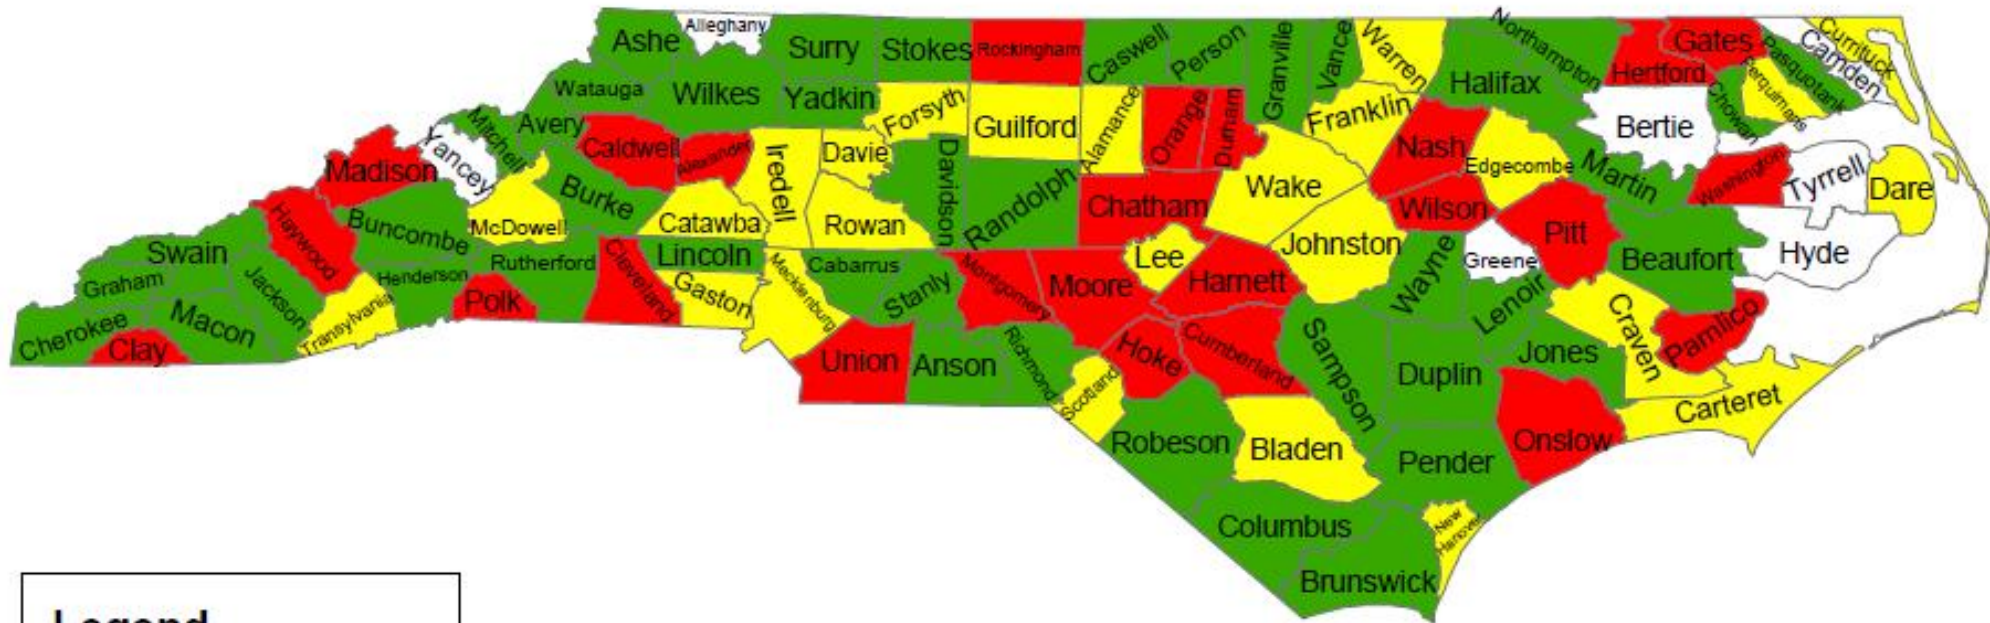 Alleghany
Ashe
Surry
Stokes
Rockingham
Caswell
Person
Granville
Vance
Warren
Northampton
Halifax
Hertford
Gates
Pasquotank
Camden
Currituck
Perquimans
Chowan
Watauga
Wilkes
Yadkin
Forsyth
Guilford
Alamance
Orange
Durham
Franklin
Nash
Edgecombe
Bertie
Martin
Washington
Tyrrell
Dare
Mitchell
Avery
Caldwell
Alexander
Iredell
Davie
Davidson
Randolph
Chatham
Wake
Wilson
Pitt
Beaufort
Hyde
Madison
Yancey
Burke
McDowell
Catawba
Rowan
Lee
Johnston
Greene
Swain
Haywood
Buncombe
Rutherford
Cleveland
Lincoln
Gaston
Mecklenburg
Cabarrus
Stanly
Montgomery
Moore
Harnett
Wayne
Lenoir
Craven
Pamlico
Graham
Jackson
Henderson
Polk
Transylvania
Cherokee
Clay
Macon
Union
Anson
Richmond
Scotland
Hoke
Cumberland
Sampson
Duplin
Jones
Onslow
Carteret
Robeson
Bladen
Pender
Columbus
New
Hanover
Brunswick
Legend